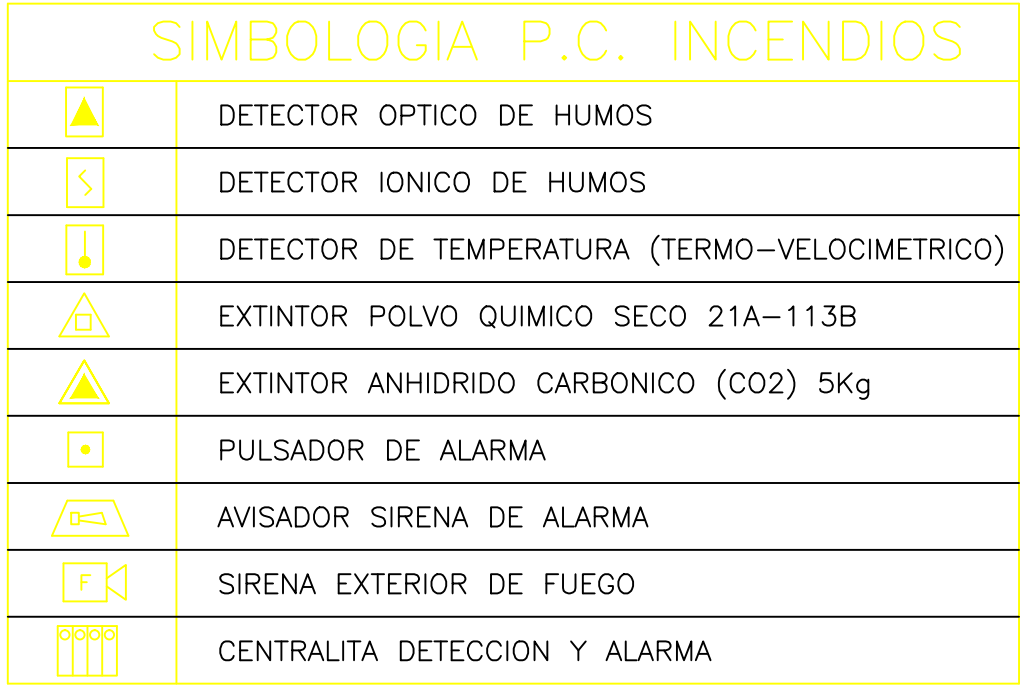 SIMBOLOGIA P.C. INCENDIOS
DETECTOR OPTICO DE HUMOS
DETECTOR IONICO DE HUMOS
DETECTOR DE TEMPERATURA (TERMO-VELOCIMETRICO)
EXTINTOR POLVO QUIMICO SECO 21A-113B
EXTINTOR ANHIDRIDO CARBONICO (CO2) 5Kg
PULSADOR DE ALARMA
AVISADOR SIRENA DE ALARMA
F SIRENA EXTERIOR DE FUEGO
CENTRALITA DETECCION Y ALARMA